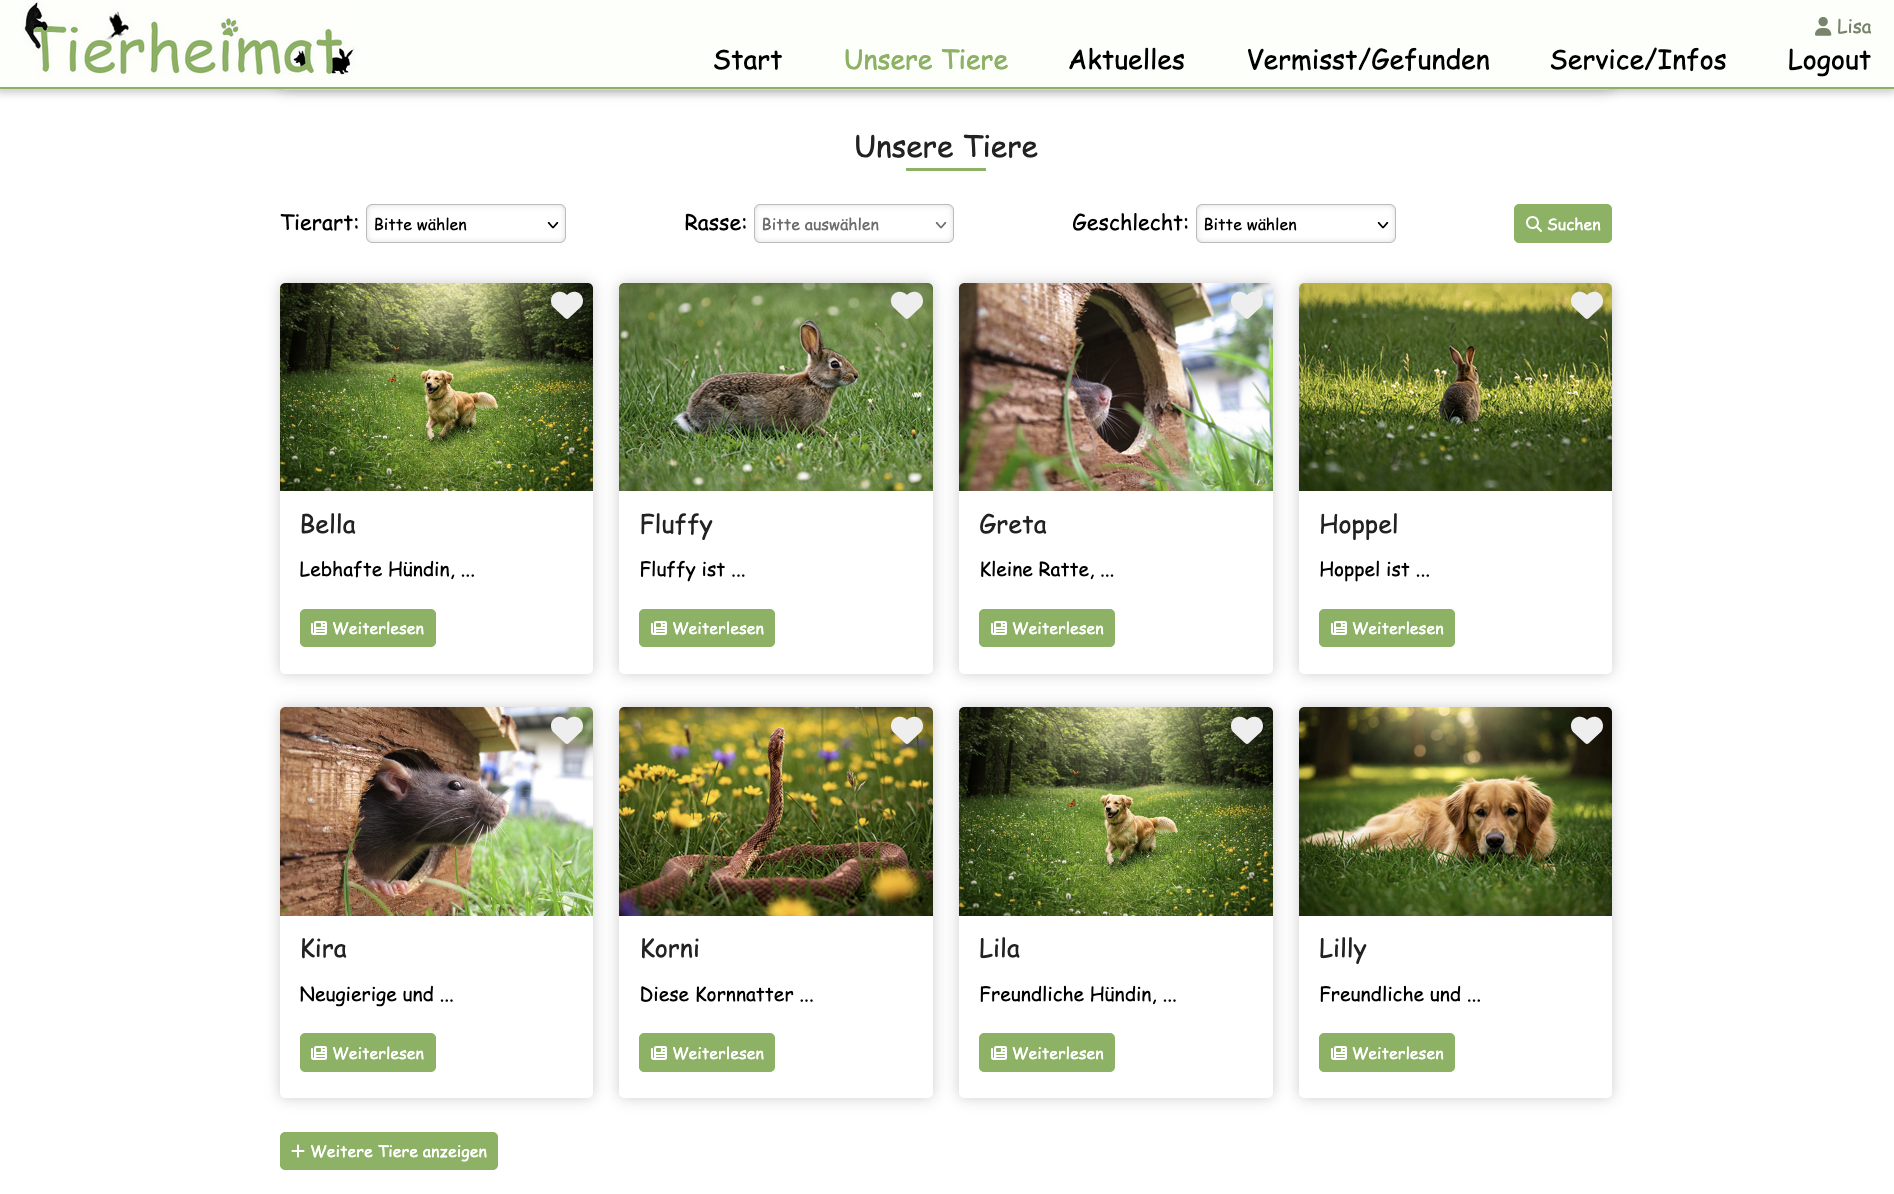 Tierheimat
Lisa
Start Unsere Tiere Aktuelles Vermisst/Gefunden Service/Infos Logout
Unsere Tiere
Tierart: Bitte wählen Rasse: Bitte auswählen Geschlecht: Bitte wählen Suchen
Bella Fluffy Greta Hoppel
Lebhafte Hündin, ... Fluffy ist ... Kleine Ratte, ... Hoppel ist ...
Weiterlesen Weiterlesen Weiterlesen Weiterlesen
Kira Korni Lila Lilly
Neugierige und ... Diese Kornnatter ... Freundliche Hündin, ... Freundliche und ...
Weiterlesen Weiterlesen Weiterlesen Weiterlesen
+ Weitere Tiere anzeigen